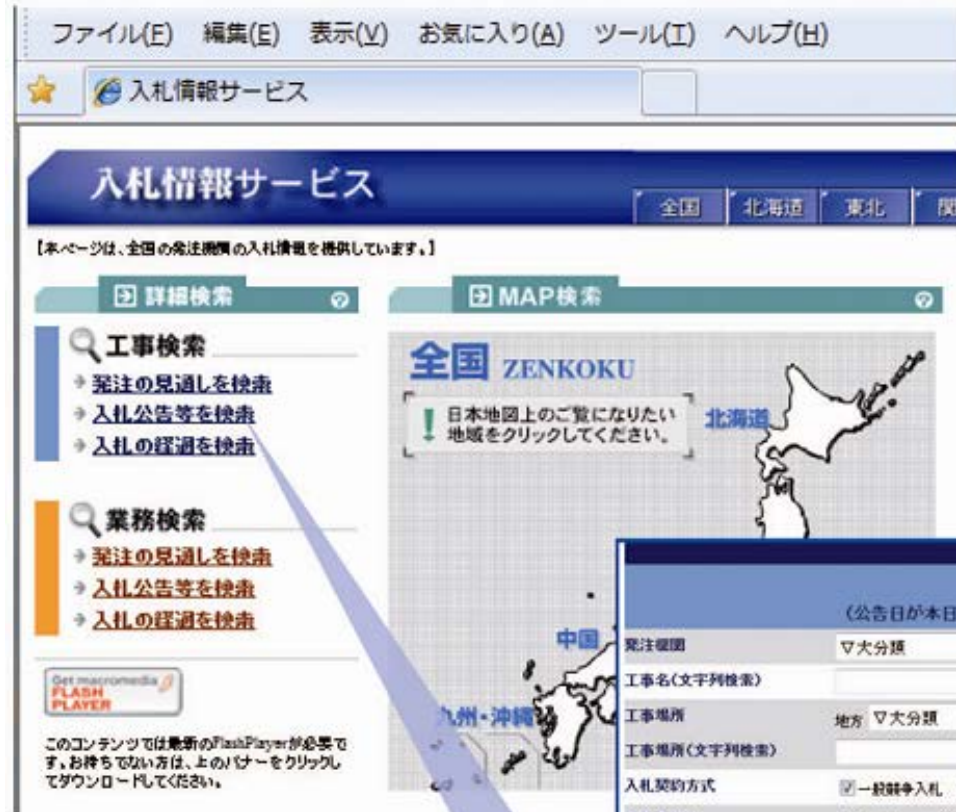 ファイル(F) 編集(E) 表示(V) お気に入り(A) ツール(T) ヘルプ(H)
入札情報サービス
入札情報サービス
全国 北海道 東北 関
【本ページは、全国の発注機関の入札情報を提供しています。】
詳細検索
工事検索
発注の見通しを検索
入札公告等を検索
入札の経過を検索
業務検索
発注の見通しを検索
入札公告等を検索
入札の経過を検索
Get macromedia
FLASH
PLAYER
このコンテンツでは最新のFlashPlayerが必要で
す。お持ちでない方は、上のバナーをクリックし
てダウンロードしてください。
MAP検索
全国 ZENKOKU
日本地図上のご覧になりたい
地域をクリックしてください。
北海道
中国
九州・沖縄
(公告日が本日
発注機関 ▽大分類
工事名(文字列検索)
工事場所 地方 ▽大分類
工事場所(文字列検索)
入札契約方式 一般競争入札